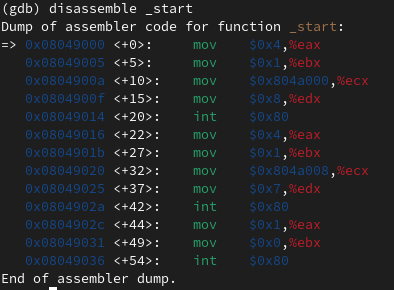 (gdb) disassemble _start
Dump of assembler code for function _start:
=> 0x08049000 <+0>:     mov    $0x4,%eax
   0x08049005 <+5>:     mov    $0x1,%ebx
   0x0804900a <+10>:    mov    $0x804a000,%ecx
   0x0804900f <+15>:    mov    $0x8,%edx
   0x08049014 <+20>:    int    $0x80
   0x08049016 <+22>:    mov    $0x4,%eax
   0x0804901b <+27>:    mov    $0x1,%ebx
   0x08049020 <+32>:    mov    $0x804a008,%ecx
   0x08049025 <+37>:    mov    $0x7,%edx
   0x0804902a <+42>:    int    $0x80
   0x0804902c <+44>:    mov    $0x1,%eax
   0x08049031 <+49>:    mov    $0x0,%ebx
   0x08049036 <+54>:    int    $0x80
End of assembler dump.